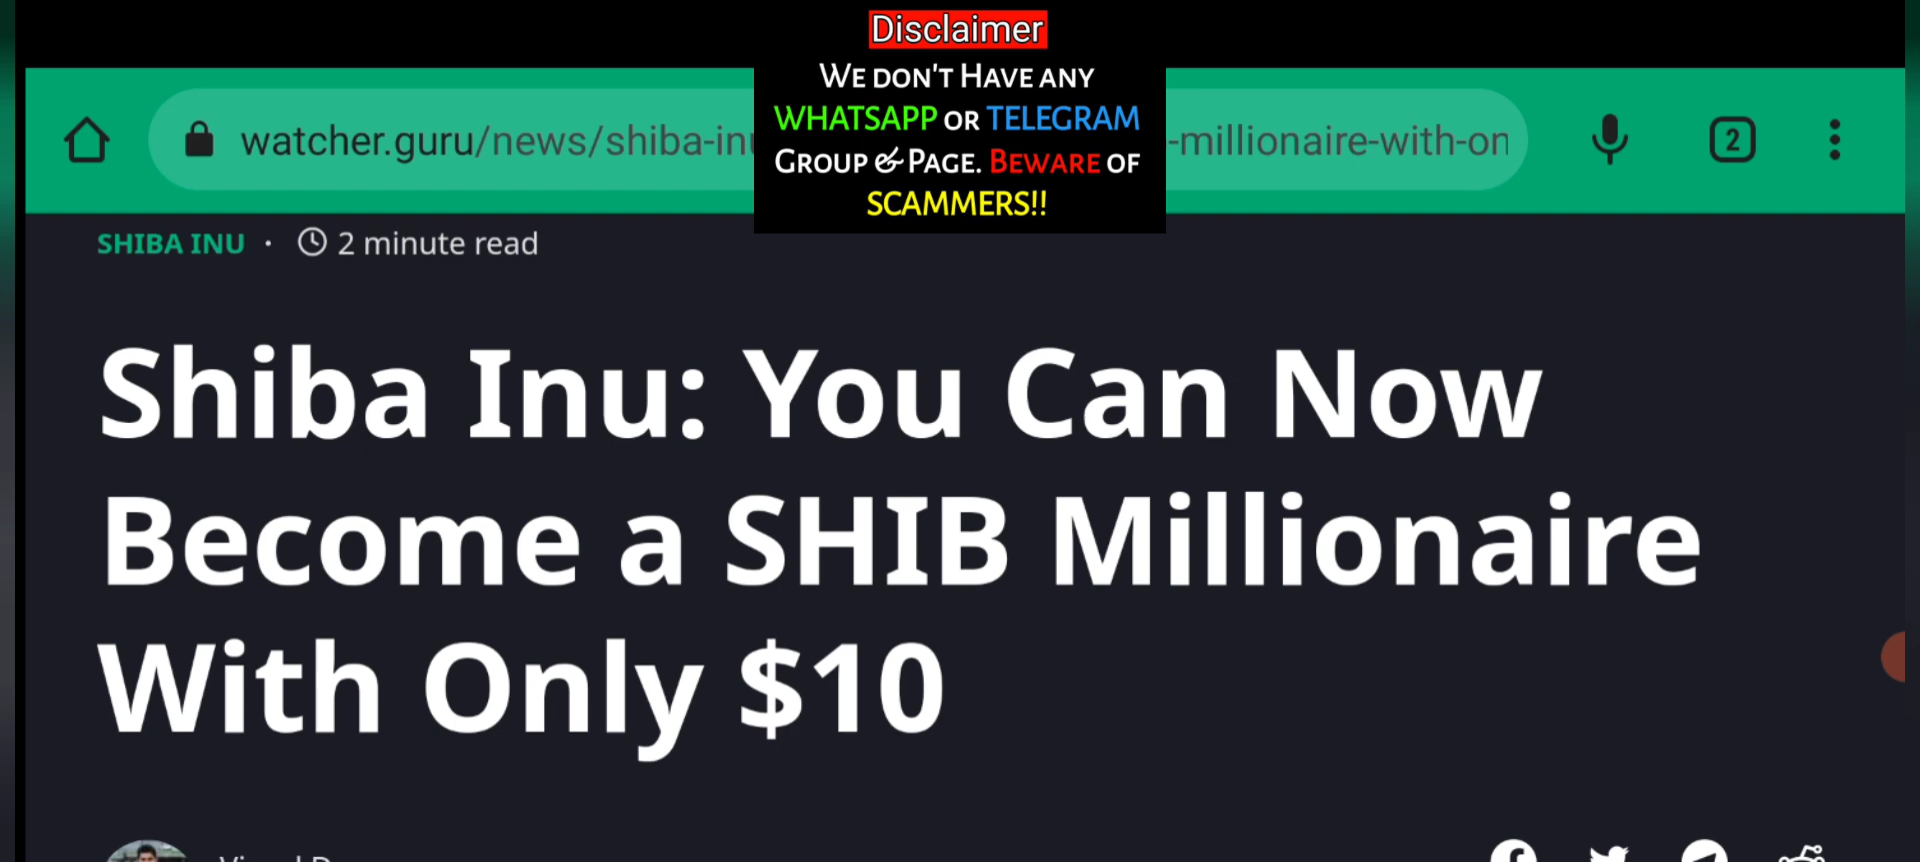 Disclaimer
WE DON'T HAVE ANY
WHATSAPP OR TELEGRAM
GROUP & PAGE. BEWARE OF
SCAMMERS!!
watcher.guru/news/shiba-in -millionaire-with-on
2
SHIBA INU · 2 minute read
Shiba Inu: You Can Now
Become a SHIB Millionaire
With Only $10